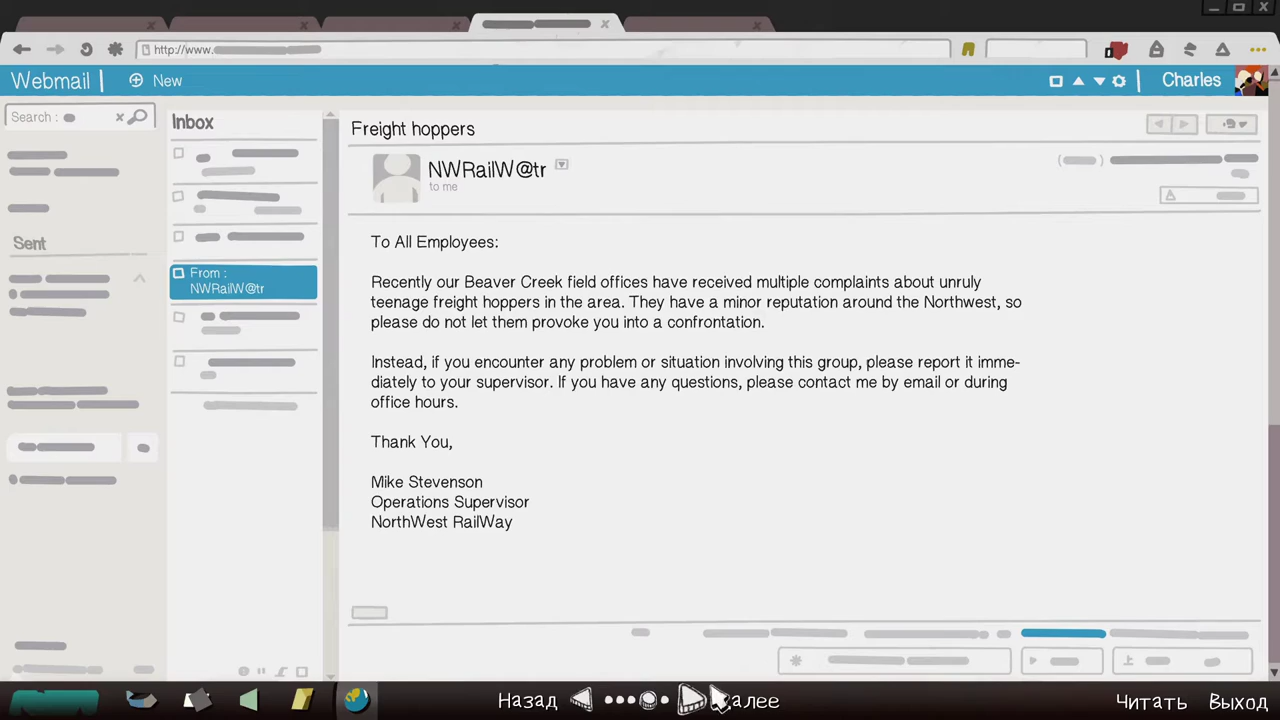 http://www.
Webmail
New
Charles
Search :
Inbox
Freight hoppers
NWRailW@tr
to me
Sent
From :
NWRailW@tr
To All Employees:
Recently our Beaver Creek field offices have received multiple complaints about unruly
teenage freight hoppers in the area. They have a minor reputation around the Northwest, so
please do not let them provoke you into a confrontation.
Instead, if you encounter any problem or situation involving this group, please report it imme-
diately to your supervisor. If you have any questions, please contact me by email or during
office hours.
Thank You,
Mike Stevenson
Operations Supervisor
NorthWest RailWay
Назад
Читать
Выход